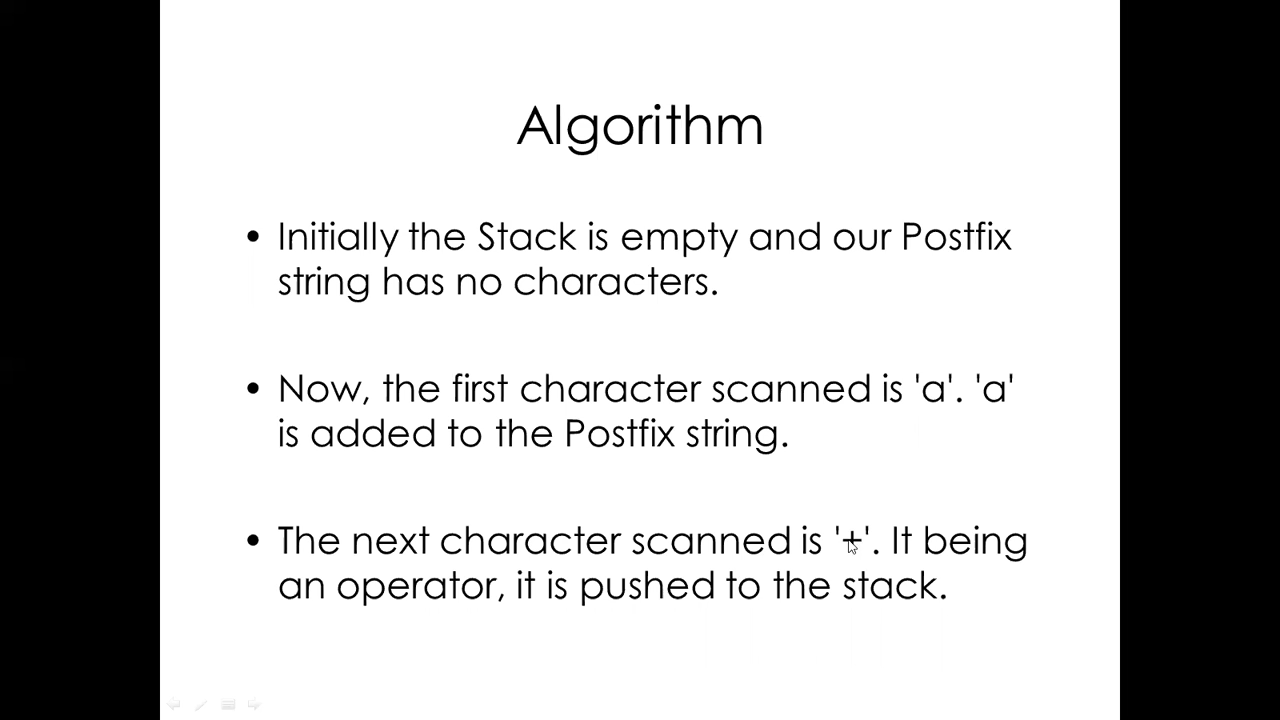 Algorithm
• Initially the Stack is empty and our Postfix
string has no characters.
• Now, the first character scanned is 'a'. 'a'
is added to the Postfix string.
• The next character scanned is '+'. It being
an operator, it is pushed to the stack.